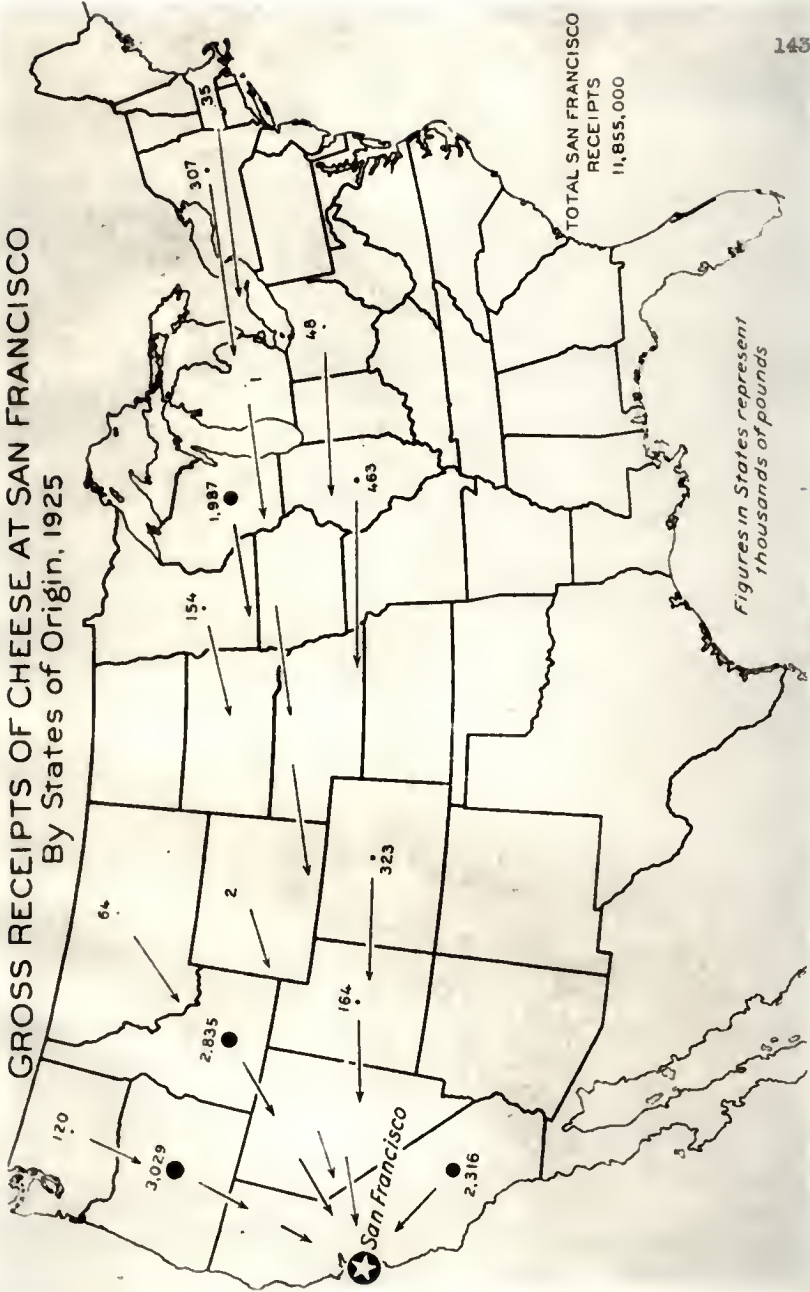 GROSS RECEIPTS OF CHEESE AT SAN FRANCISCO
By States of Origin, 1925
120
64
3,029
2,835
2
154
1,987
1
307
35
48
463
323
164
2,316
San Francisco
TOTAL SAN FRANCISCO
RECEIPTS
11,855,000
Figures in States represent
thousands of pounds
143